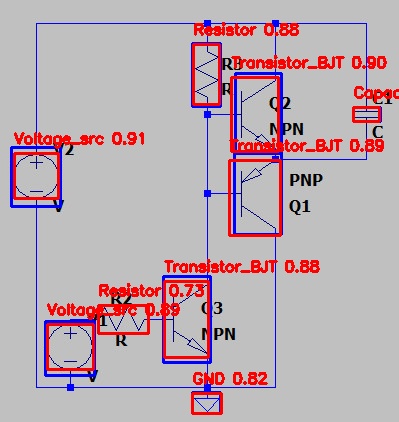 Resistor 0.88
R
R
Transistor_BJT 0.90
Q2
NPN
Capac
C1
C
Transistor_BJT 0.89
PNP
Q1
Voltage_src 0.91
V2
V
Transistor_BJT 0.88
Resistor 0.73
R2
R
Q3
NPN
Voltage_src 0.89
V1
V
GND 0.82